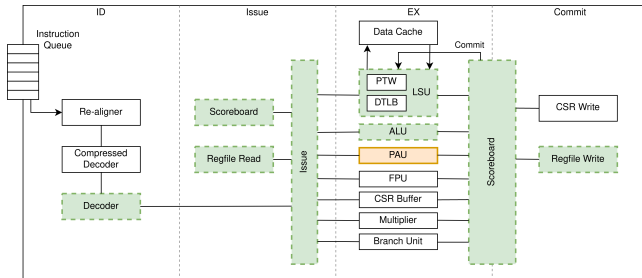 ID
Issue
EX
Commit
Instruction
Queue
Data Cache
Commit
PTW
LSU
DTLB
Re-aligner
Scoreboard
CSR Write
ALU
Compressed
Decoder
Regfile Read
Issue
PAU
Scoreboard
Regfile Write
FPU
Decoder
CSR Buffer
Multiplier
Branch Unit